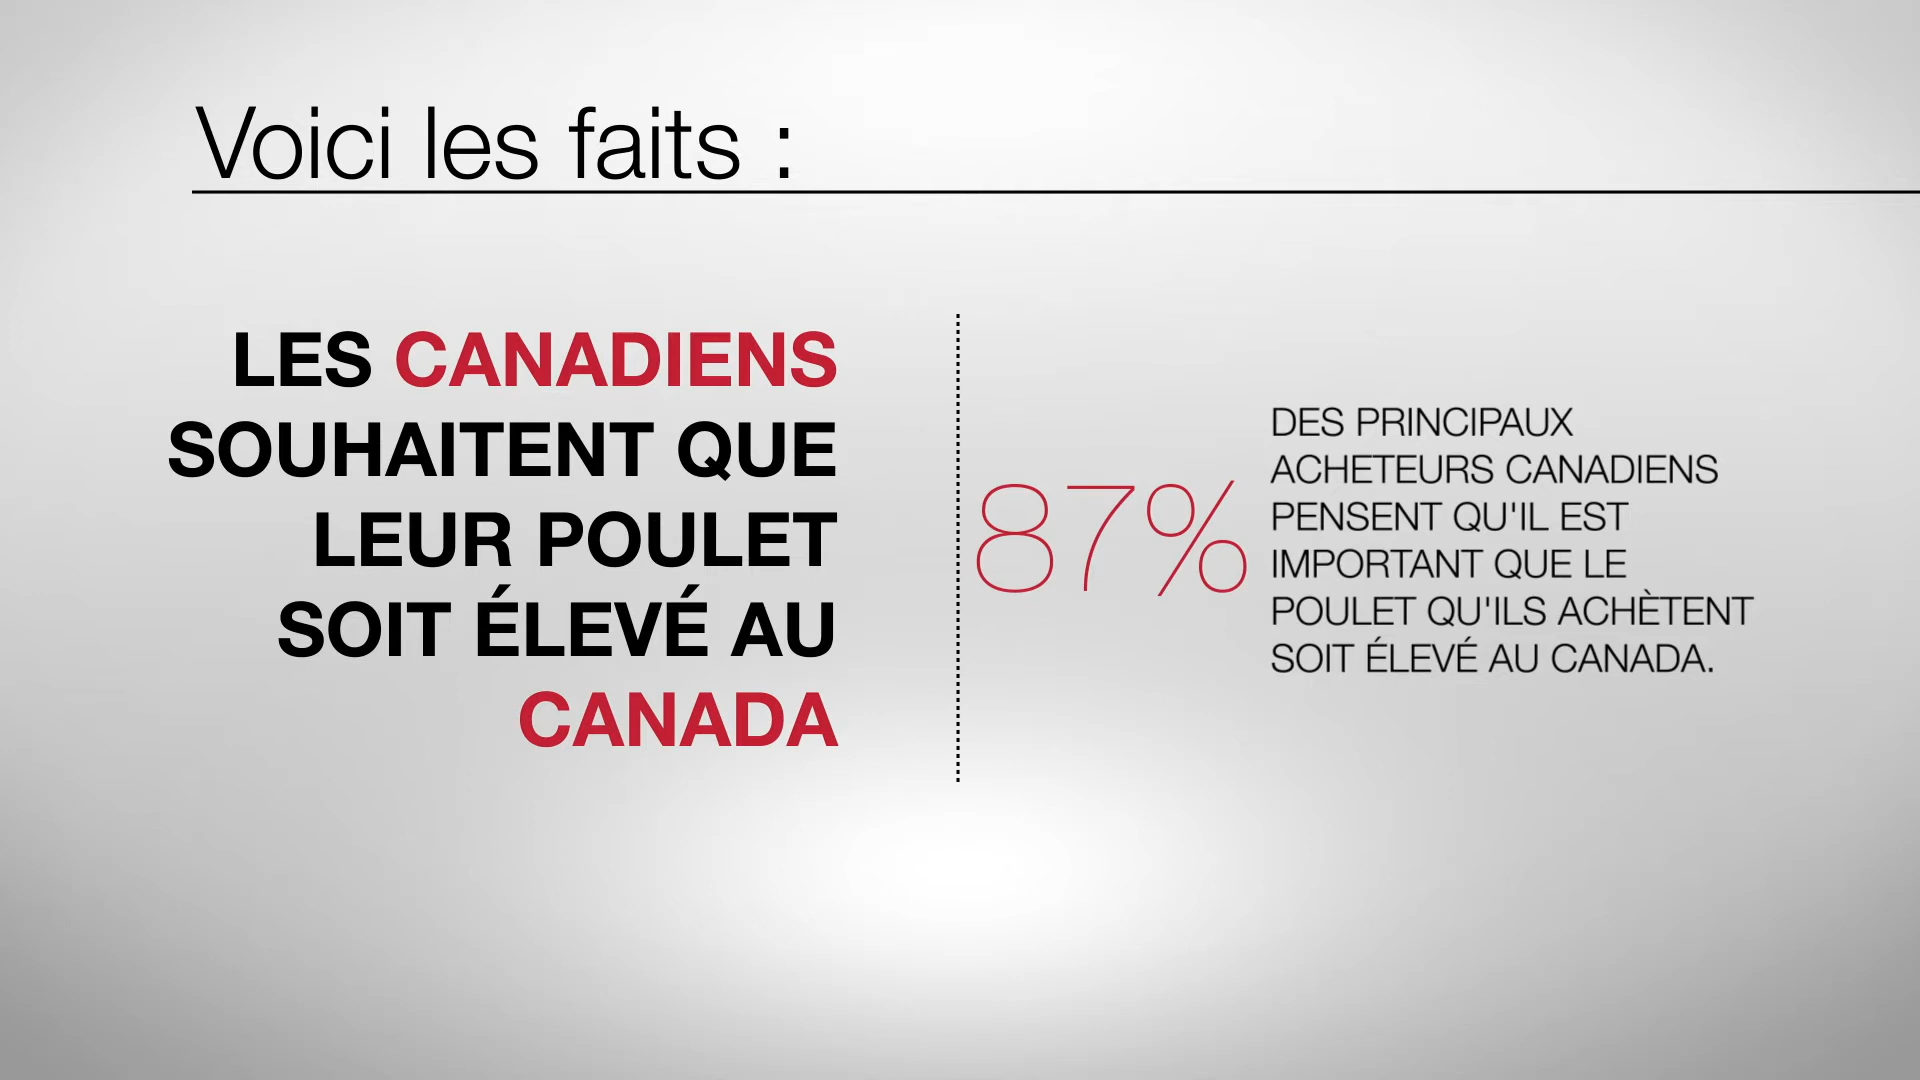 Voici les faits :
LES CANADIENS
SOUHAITENT QUE
LEUR POULET
SOIT ÉLEVÉ AU
CANADA
87%
DES PRINCIPAUX
ACHETEURS CANADIENS
PENSENT QU'IL EST
IMPORTANT QUE LE
POULET QU'ILS ACHÈTENT
SOIT ÉLEVÉ AU CANADA.